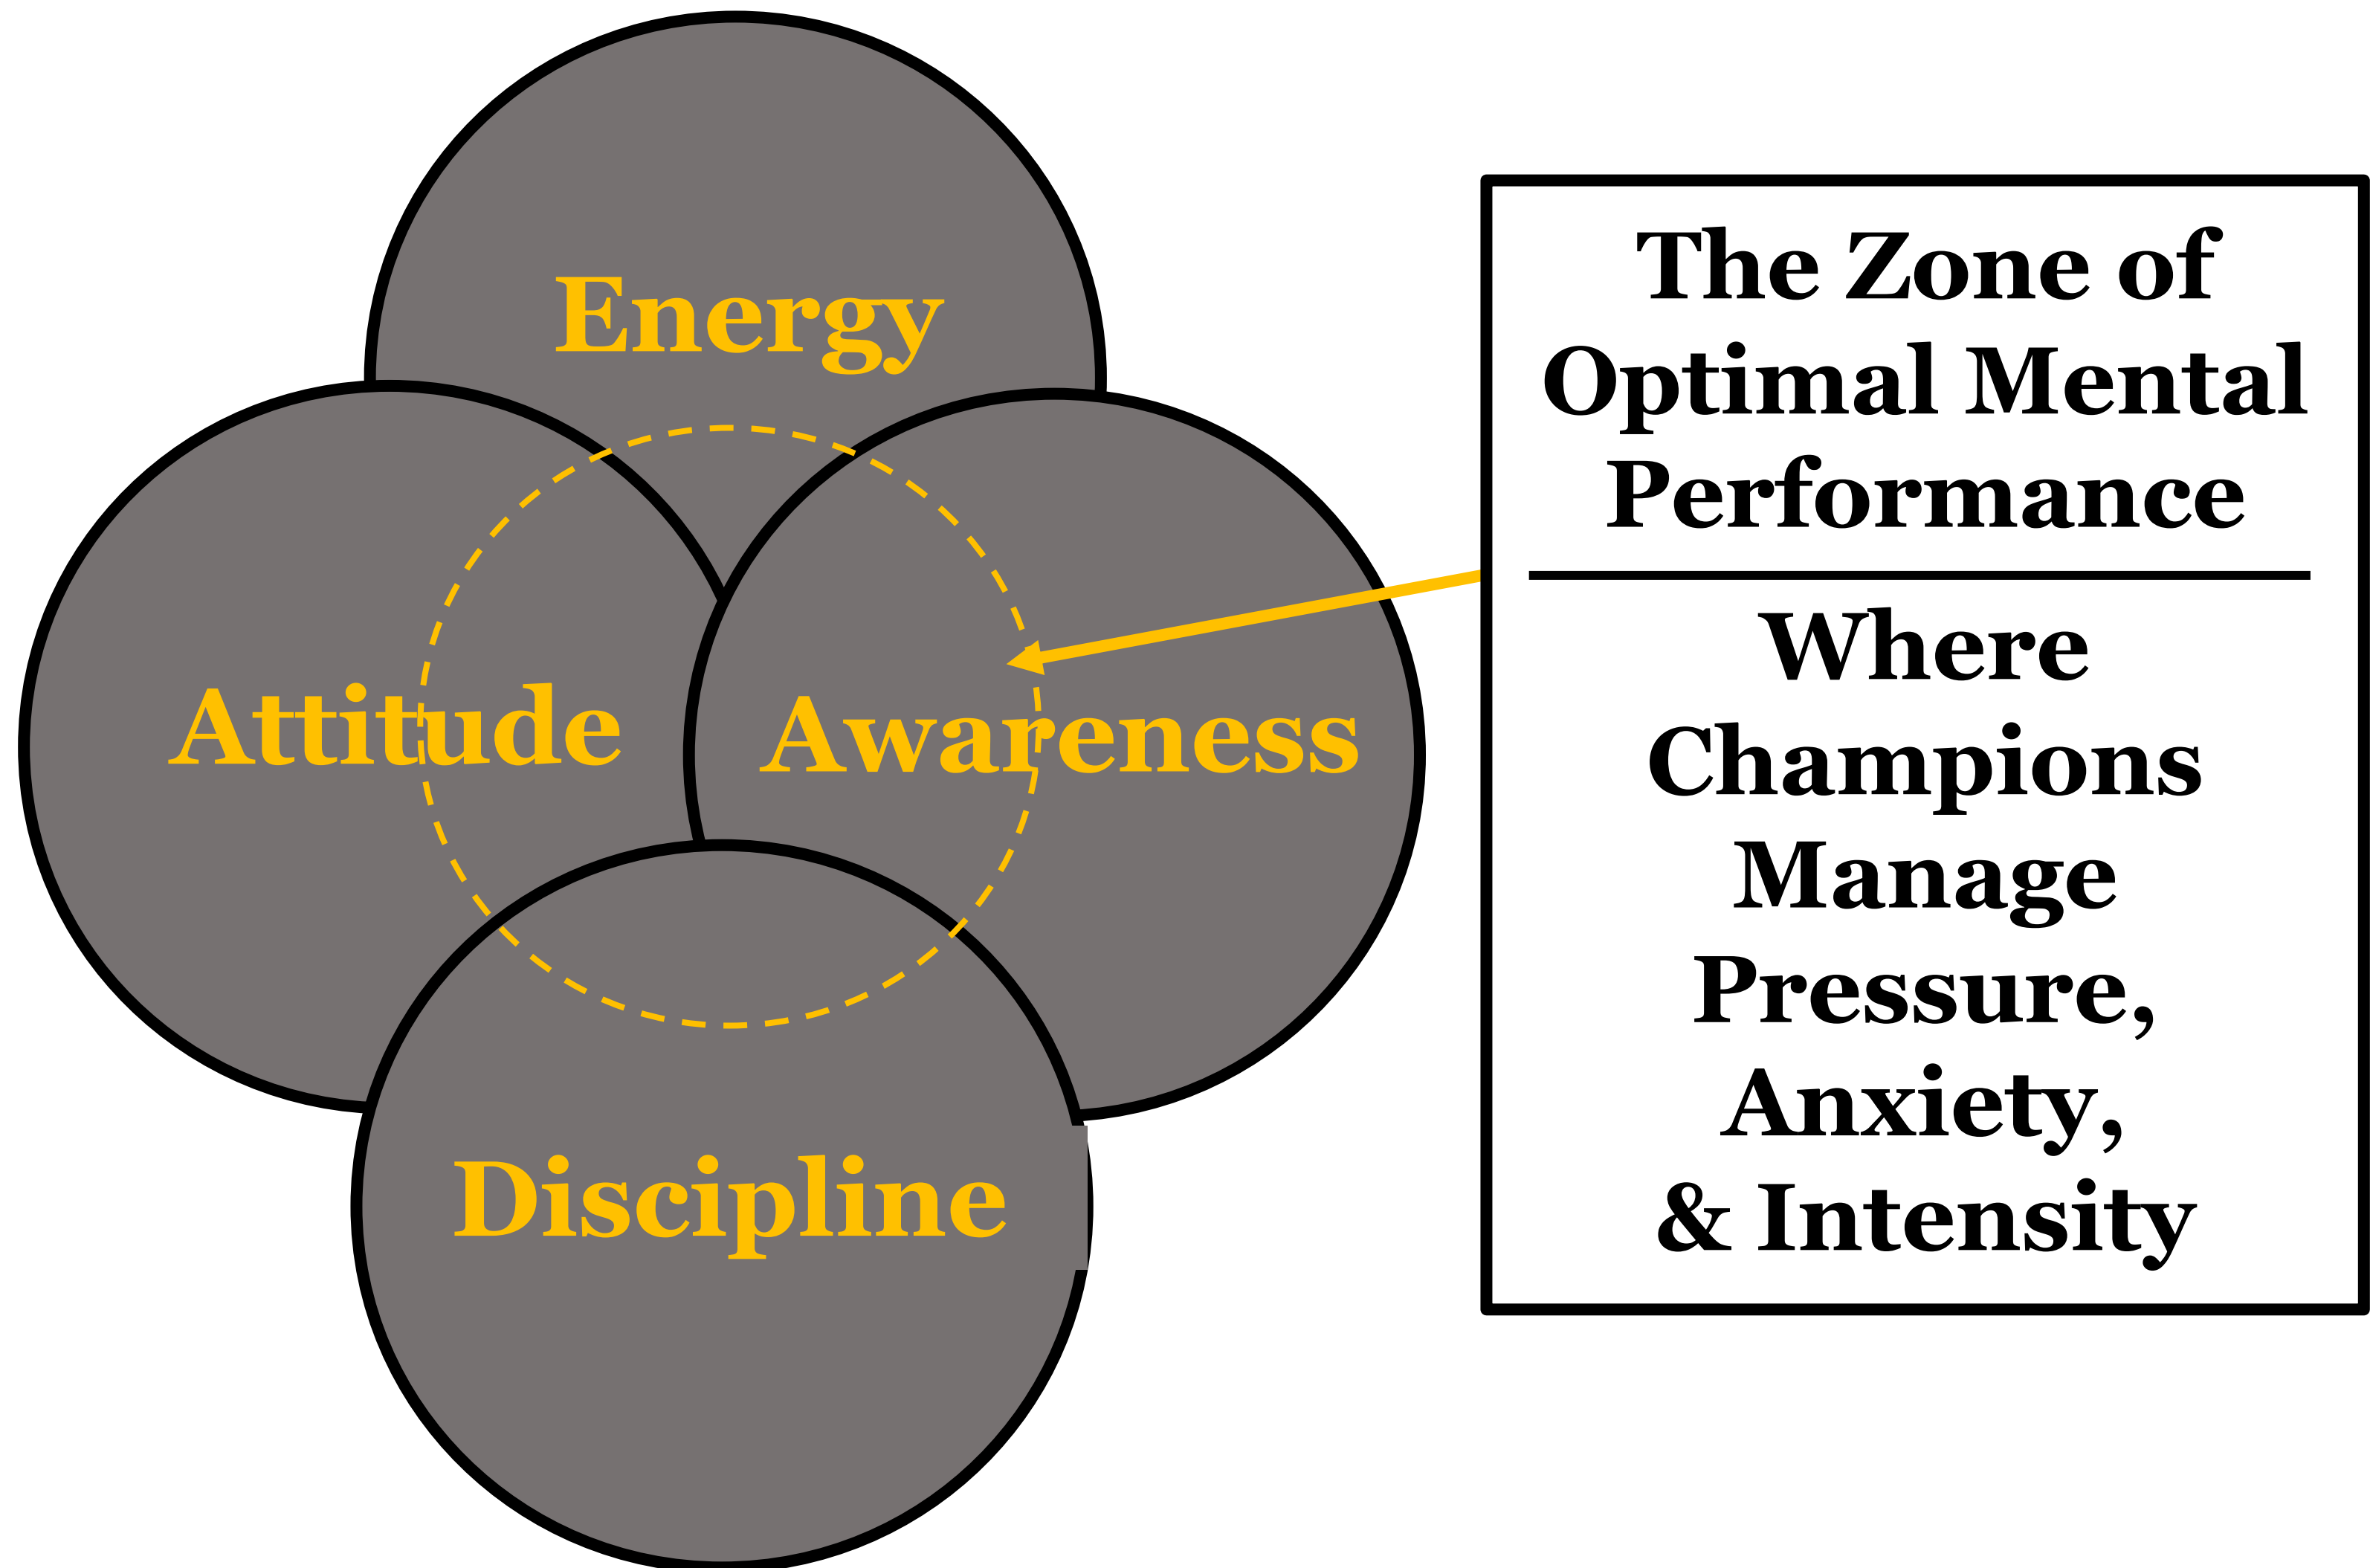 Energy
Attitude
Awareness
Discipline
The Zone of
Optimal Mental
Performance
Where
Champions
Manage
Pressure,
Anxiety,
& Intensity